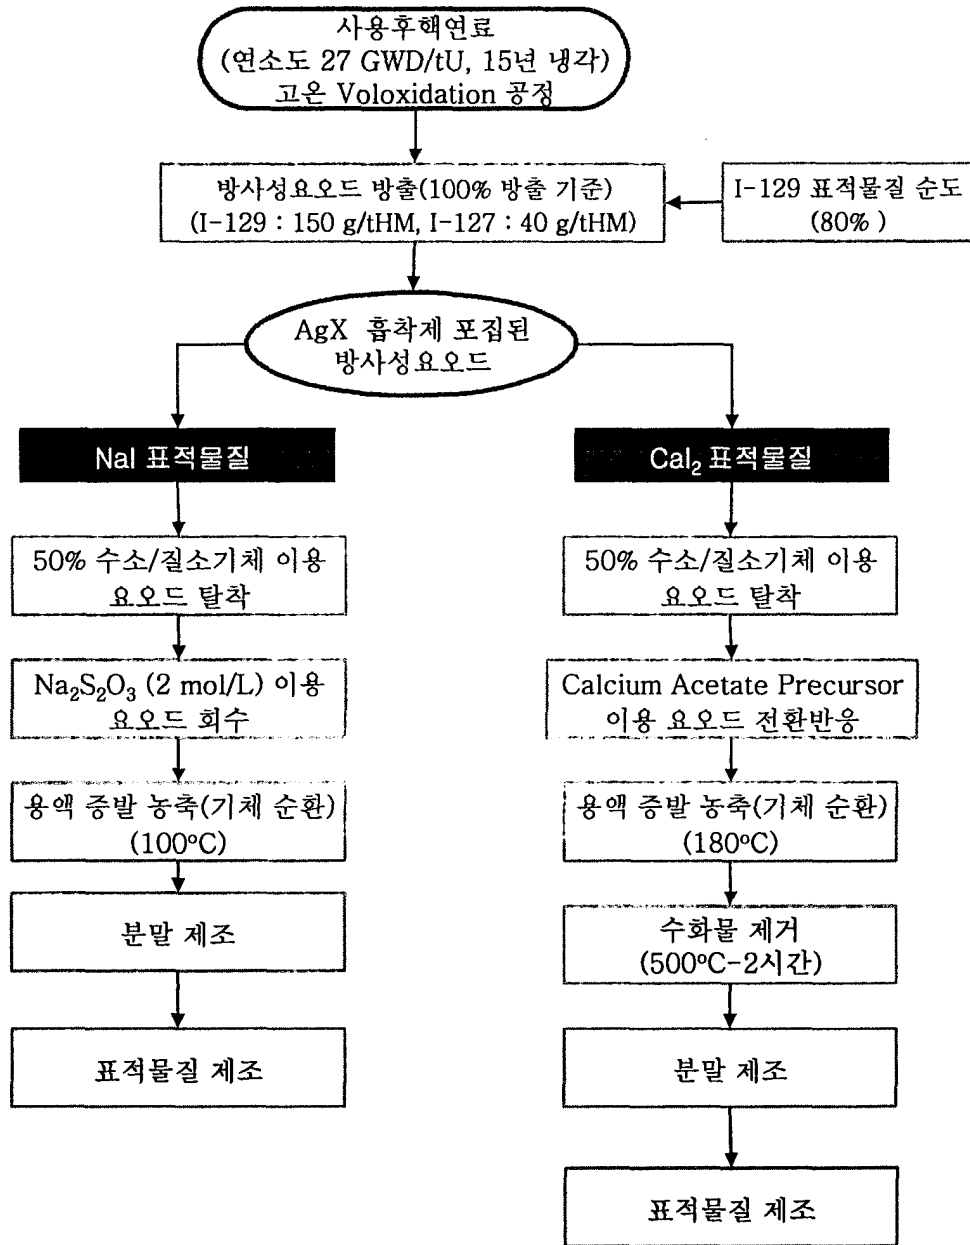 사용후핵연료
(연소도 27 GWD/tU, 15년 냉각)
고온 Voloxidation 공정
방사성요오드 방출(100% 방출 기준)
(I-129 : 150 g/tHM, I-127 : 40 g/tHM)
I-129 표적물질 순도
(80% )
AgX 흡착제 포집된
방사성요오드
NaI 표적물질
50% 수소/질소기체 이용
요오드 탈착
Na₂S₂O₃ (2 mol/L) 이용
요오드 회수
용액 증발 농축(기체 순환)
(100ºC)
분말 제조
표적물질 제조
CaI₂ 표적물질
50% 수소/질소기체 이용
요오드 탈착
Calcium Acetate Precursor
이용 요오드 전환반응
용액 증발 농축(기체 순환)
(180ºC)
수화물 제거
(500ºC-2시간)
분말 제조
표적물질 제조